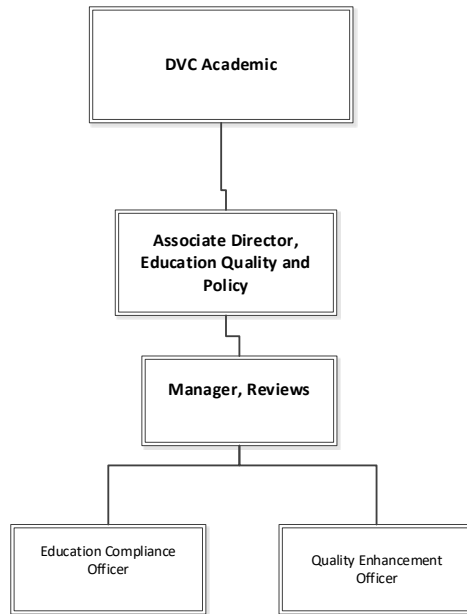 DVC Academic
Associate Director,
Education Quality and
Policy
Manager, Reviews
Education Compliance
Officer
Quality Enhancement
Officer